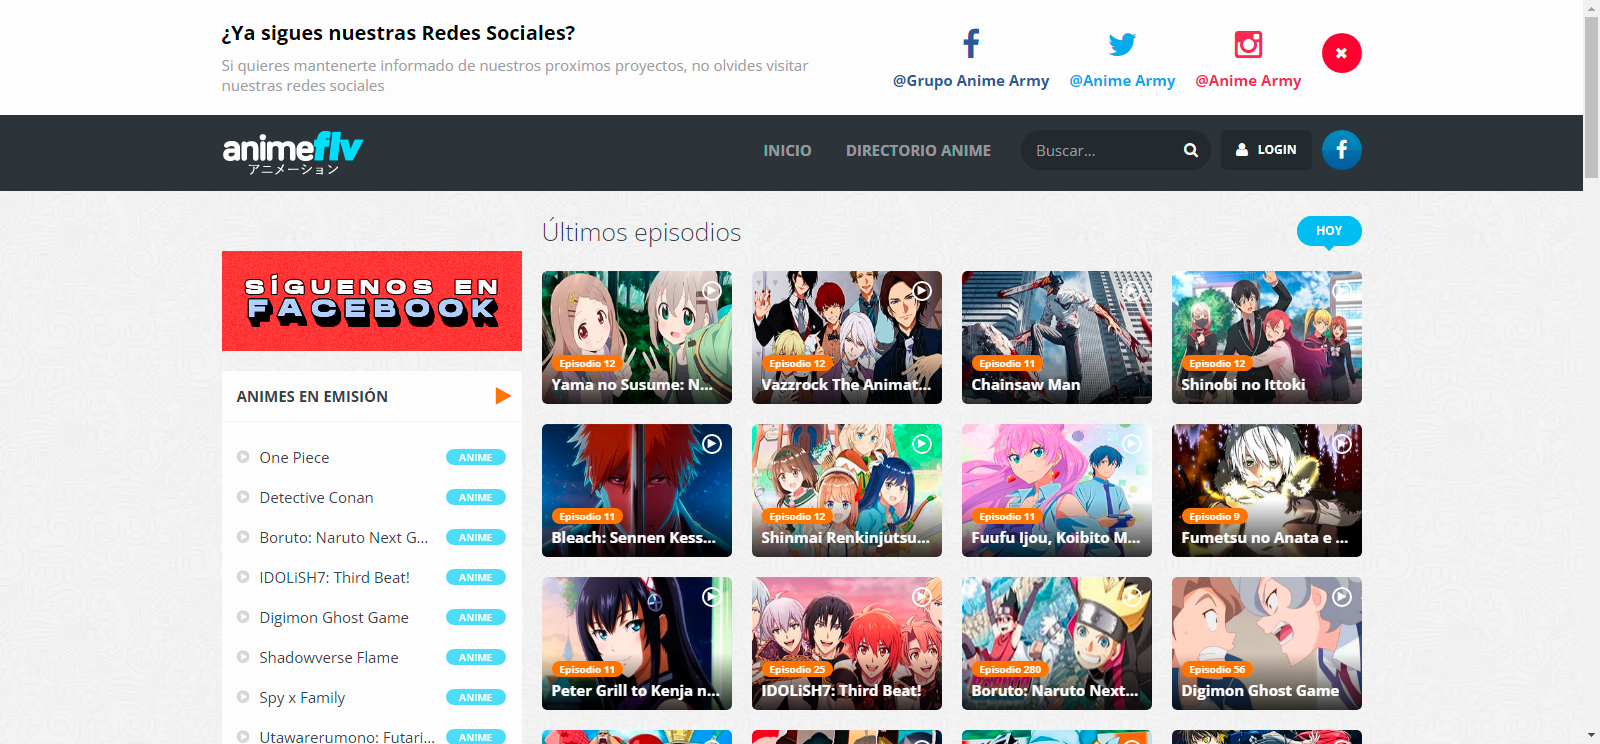 ¿Ya sigues nuestras Redes Sociales?
Si quieres mantenerte informado de nuestros proximos proyectos, no olvides visitar
nuestras redes sociales
@Grupo Anime Army
@Anime Army
@Anime Army
animeflv
アニメーション
INICIO
DIRECTORIO ANIME
Buscar...
LOGIN
SÍGUENOS EN
FACEBOOK
ANIMES EN EMISIÓN
One Piece ANIME
Detective Conan ANIME
Boruto: Naruto Next G... ANIME
IDOLiSH7: Third Beat! ANIME
Digimon Ghost Game ANIME
Shadowverse Flame ANIME
Spy x Family ANIME
Utawarerumono: Futari... ANIME
Últimos episodios
HOY
Episodio 12
Yama no Susume: N...
Episodio 12
Vazzrock The Animat...
Episodio 11
Chainsaw Man
Episodio 12
Shinobi no Ittoki
Episodio 11
Bleach: Sennen Kess...
Episodio 12
Shinmai Renkinjutsu...
Episodio 11
Fuufu Ijou, Koibito M...
Episodio 9
Fumetsu no Anata e ...
Episodio 11
Peter Grill to Kenja n...
Episodio 25
IDOLiSH7: Third Beat!
Episodio 280
Boruto: Naruto Next...
Episodio 56
Digimon Ghost Game